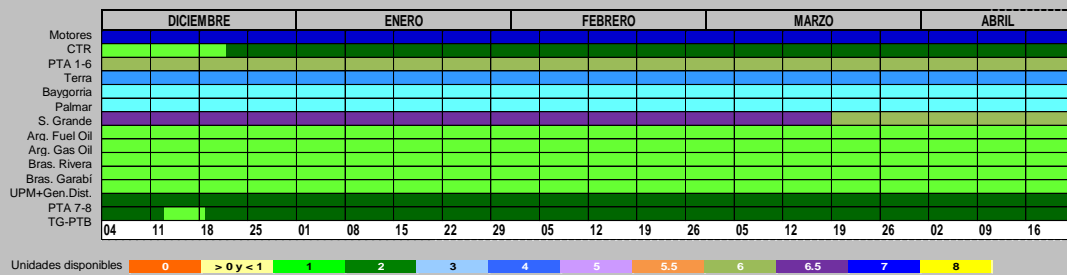 DICIEMBRE ENERO FEBRERO MARZO ABRIL
Motores
CTR
PTA 1-6
Terra
Baygorria
Palmar
S. Grande
Arg. Fuel Oil
Arg. Gas Oil
Bras. Rivera
Bras. Garabí
UPM+Gen.Dist.
PTA 7-8
TG-PTB
04 11 18 25 01 08 15 22 29 05 12 19 26 05 12 19 26 02 09 16
Unidades disponibles 0 > 0 y < 1 1 2 3 4 5 5.5 6 6.5 7 8